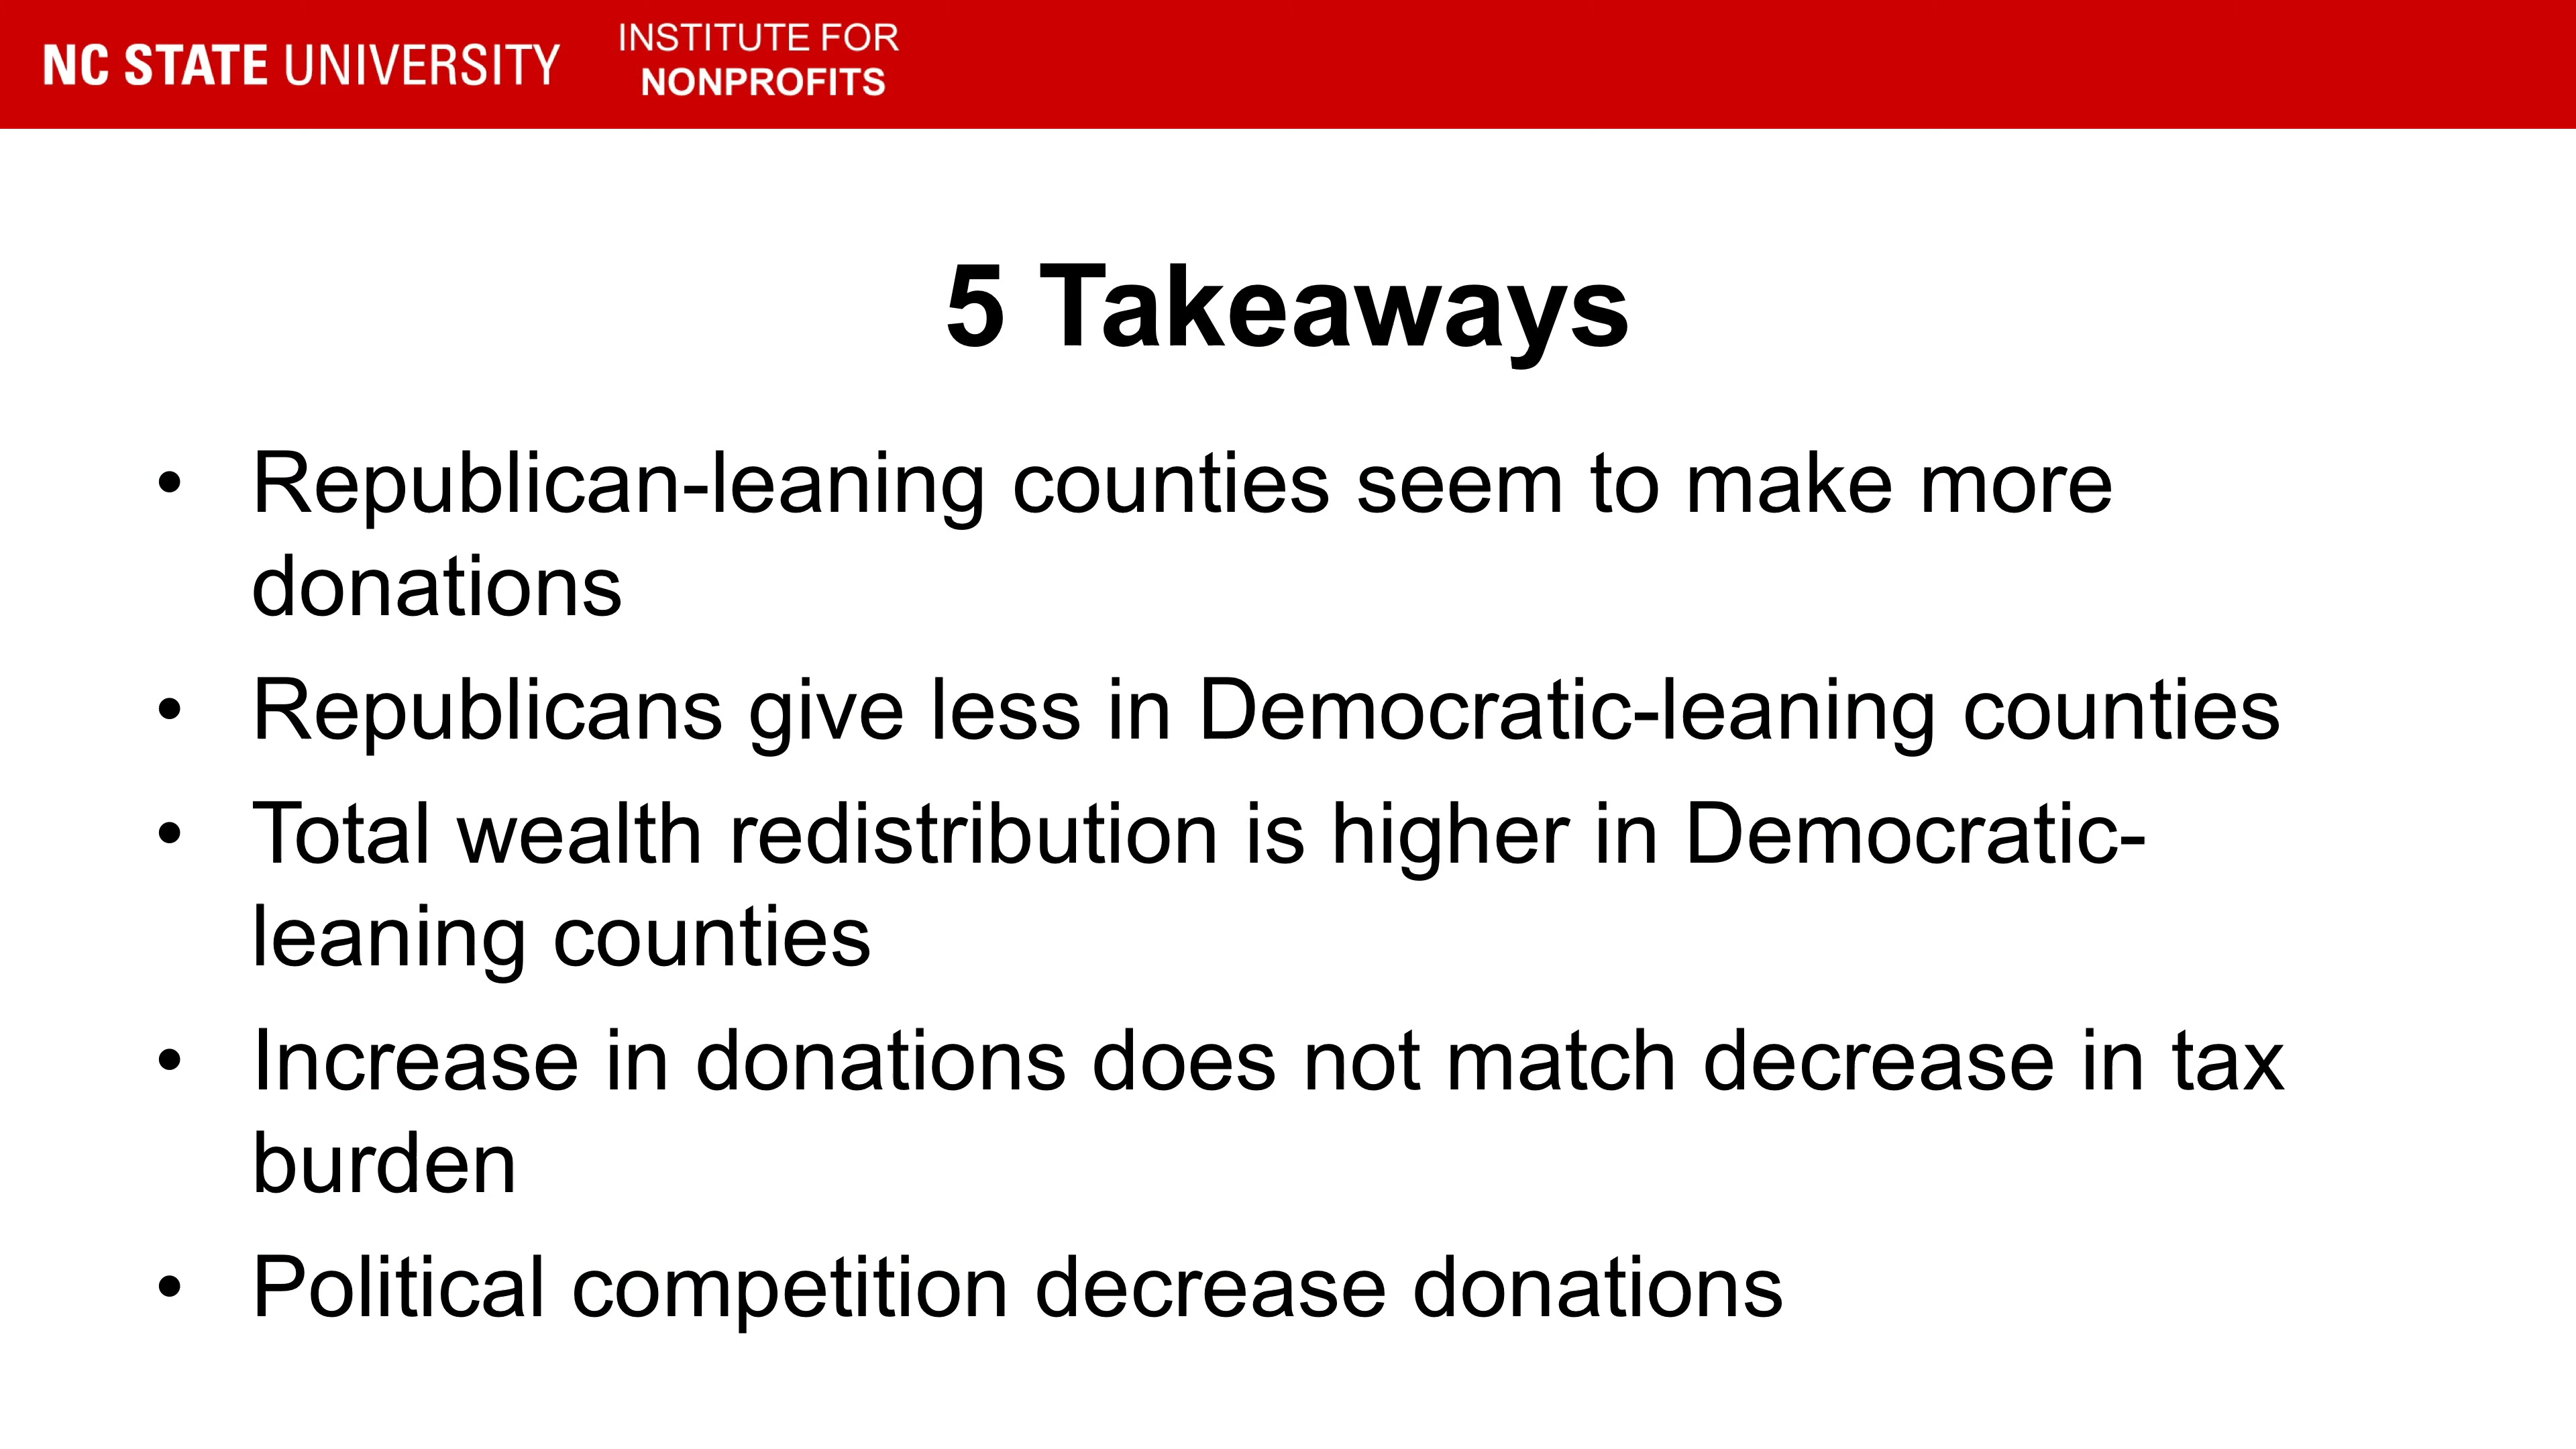 NC STATE UNIVERSITY
INSTITUTE FOR
NONPROFITS
5 Takeaways
• Republican-leaning counties seem to make more
donations
• Republicans give less in Democratic-leaning counties
• Total wealth redistribution is higher in Democratic-
leaning counties
• Increase in donations does not match decrease in tax
burden
• Political competition decrease donations